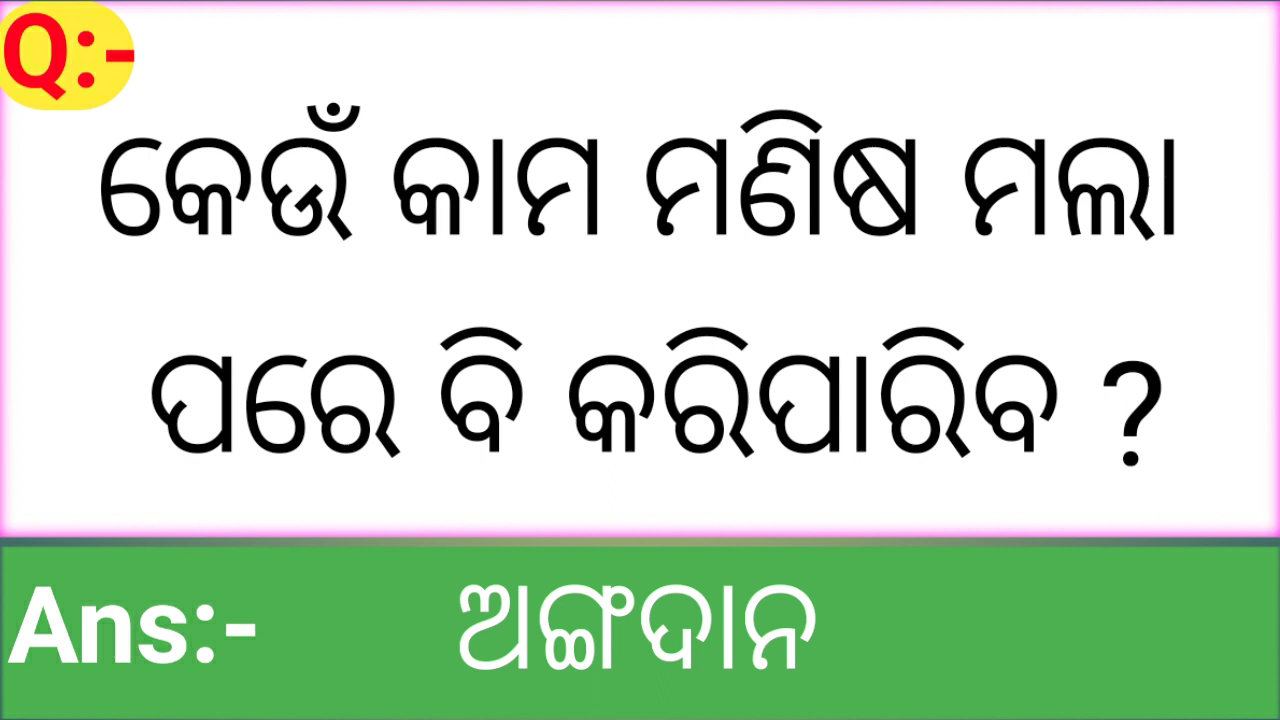 Q:-
କେଉଁ କାମ ମଣିଷ ମଲା
ପରେ ବି କରିପାରିବ ?
Ans:- ଅଙ୍ଗଦାନ